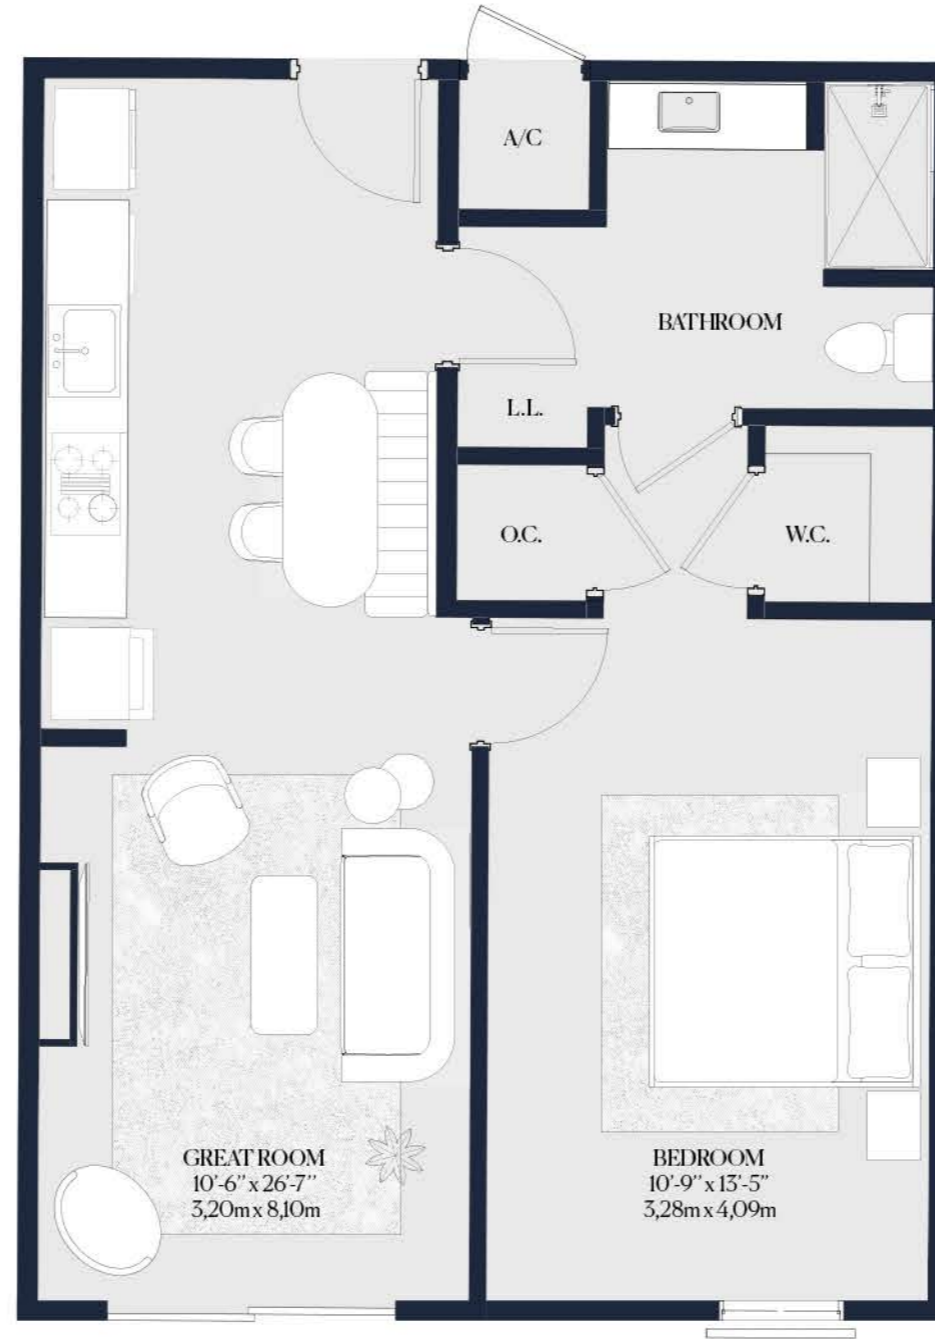 A/C
BATHROOM
L.L.
O.C.
W.C.
GREAT ROOM
10'-6'' x 26'-7''
3,20m x 8,10m
BEDROOM
10'-9'' x 13'-5''
3,28m x 4,09m